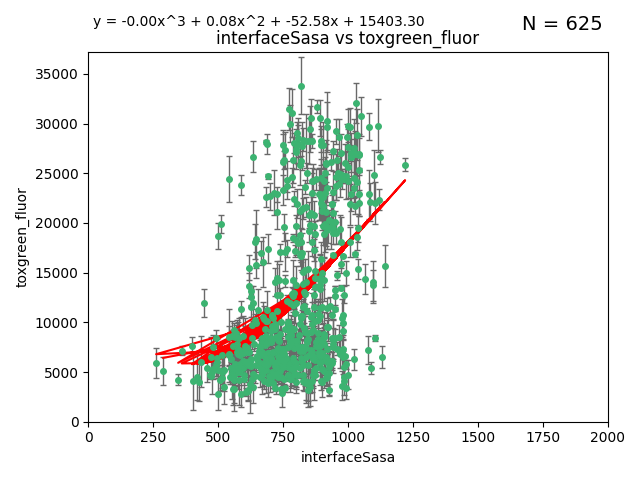 y = -0.00x^3 + 0.08x^2 + -52.58x + 15403.30
N = 625
interfaceSasa vs toxgreen_fluor
35000
30000
25000
20000
15000
10000
5000
0
toxgreen_fluor
0 250 500 750 1000 1250 1500 1750 2000
interfaceSasa